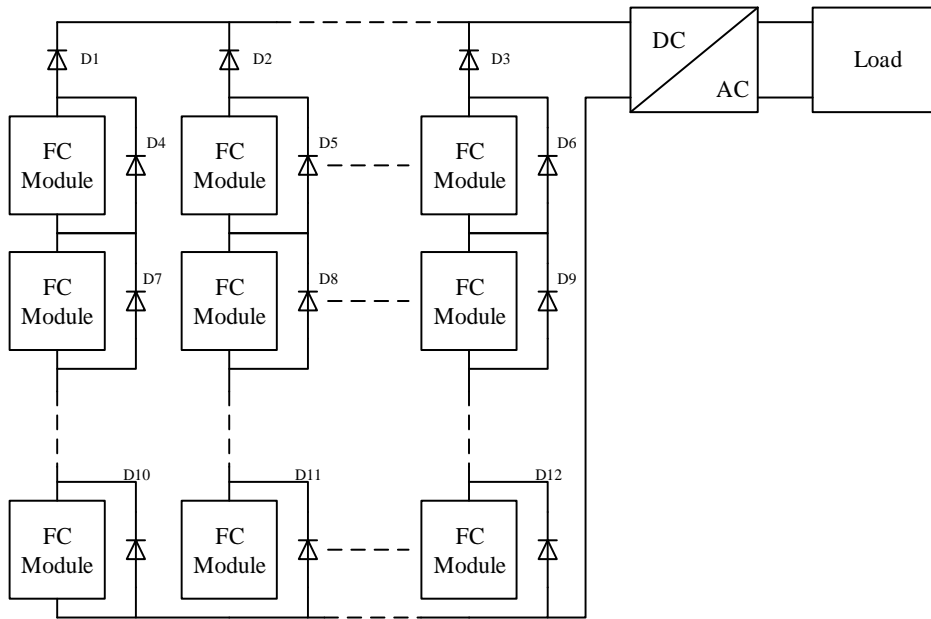 D1
D2
D3
DC
AC
Load
FC
Module
D4
FC
Module
D5
FC
Module
D6
FC
Module
D7
FC
Module
D8
FC
Module
D9
D10
D11
D12
FC
Module
FC
Module
FC
Module